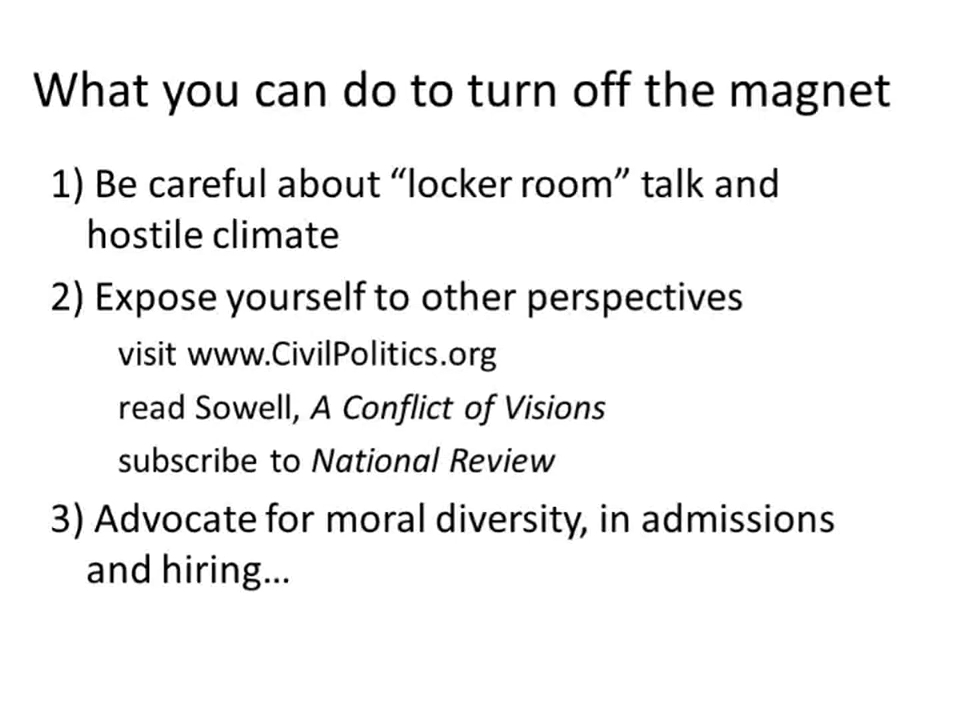 What you can do to turn off the magnet
1) Be careful about “locker room” talk and
hostile climate
2) Expose yourself to other perspectives
visit www.CivilPolitics.org
read Sowell, A Conflict of Visions
subscribe to National Review
3) Advocate for moral diversity, in admissions
and hiring…